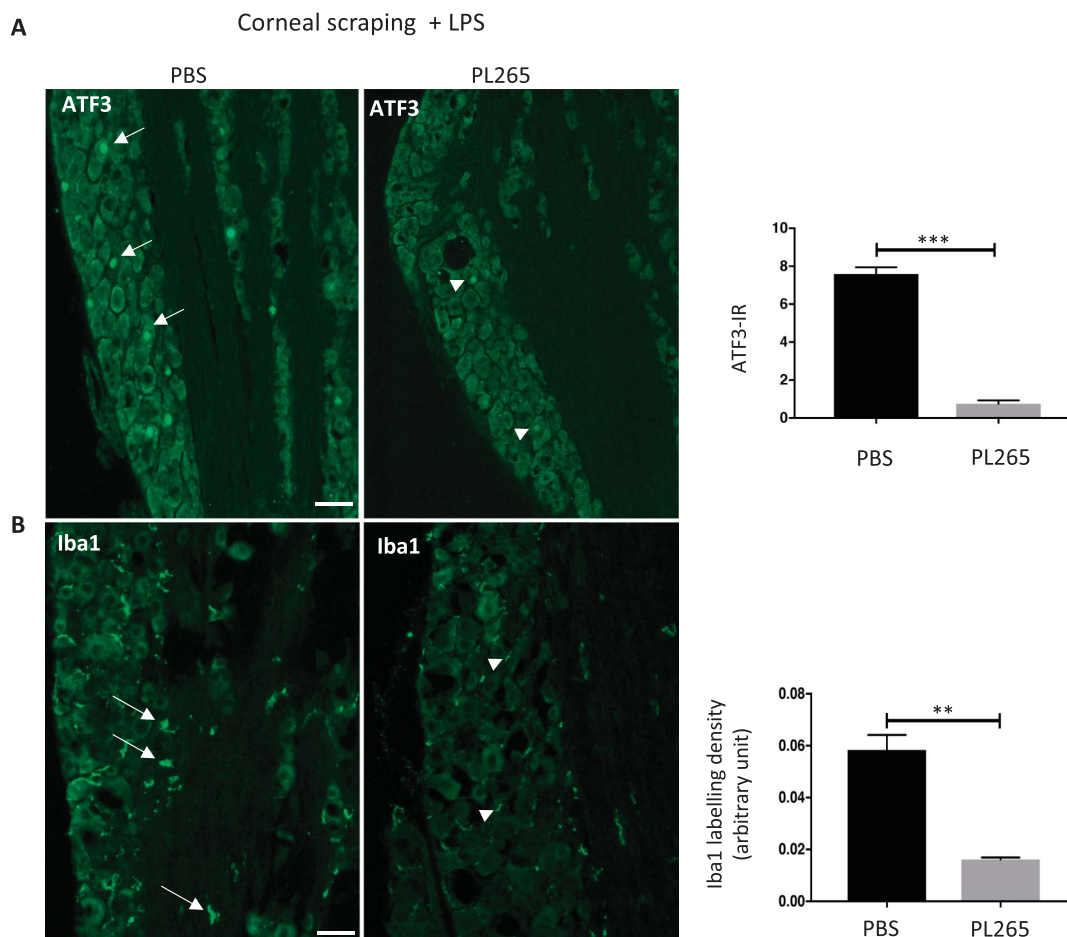 A
Corneal scraping + LPS
PBS
PL265
ATF3
ATF3
ATF3-IR
10
8
6
4
2
0
***
PBS
PL265
B
Iba1
Iba1
Iba1 labelling density
(arbitrary unit)
0.08
0.06
0.04
0.02
0.00
**
PBS
PL265